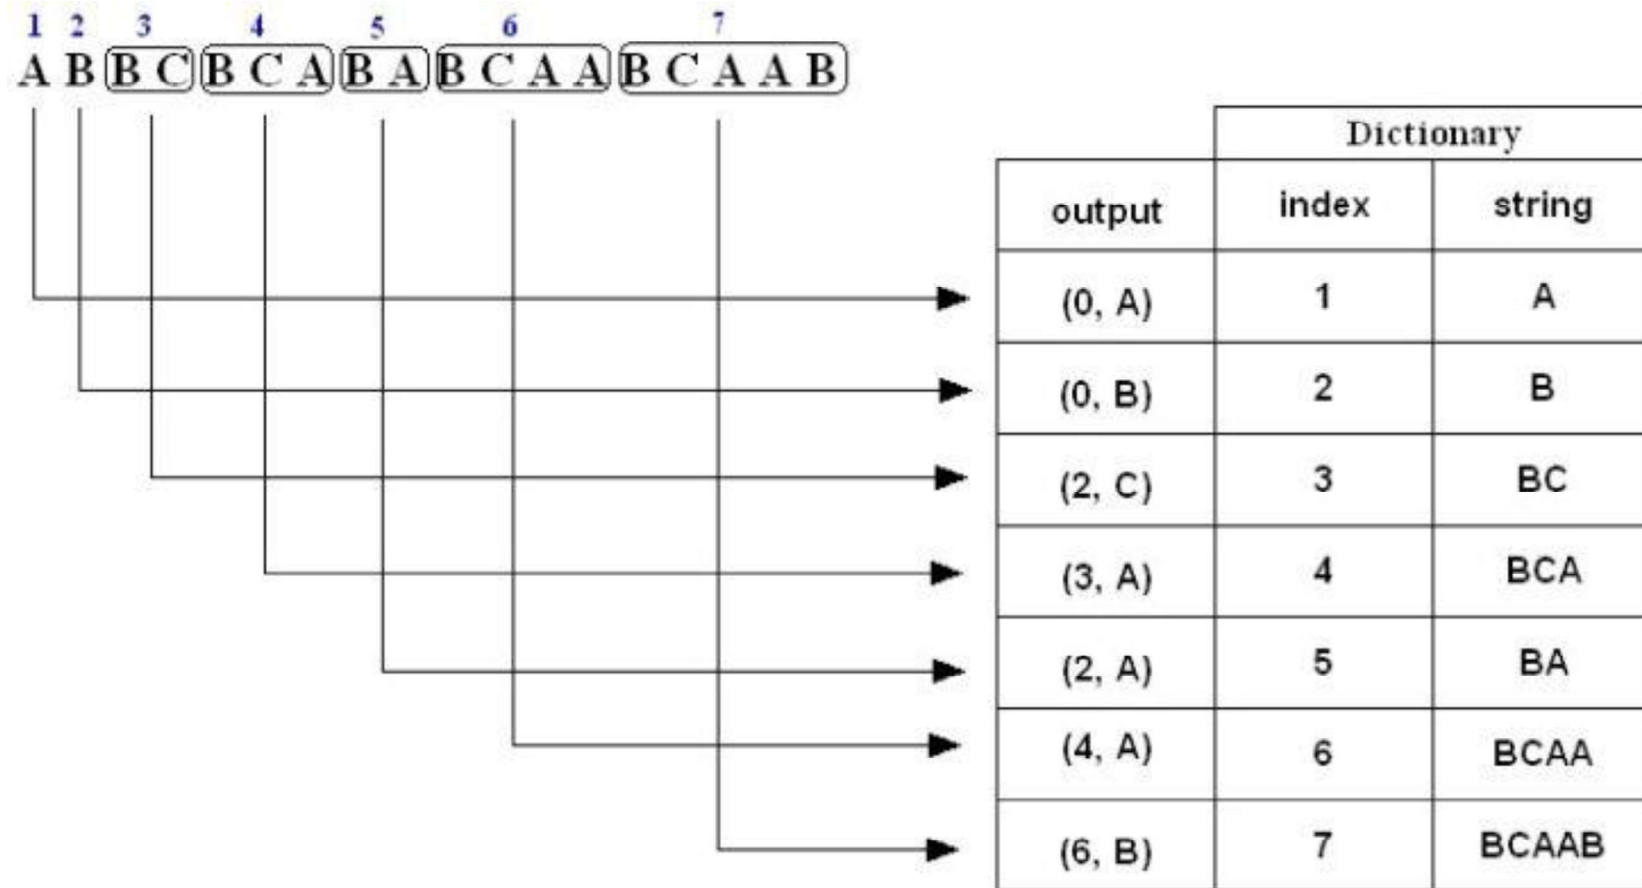 1 2 3 4 5 6 7
A B B C B C A B A B C A A B C A A B
Dictionary
output index string
(0, A) 1 A
(0, B) 2 B
(2, C) 3 BC
(3, A) 4 BCA
(2, A) 5 BA
(4, A) 6 BCAA
(6, B) 7 BCAAB